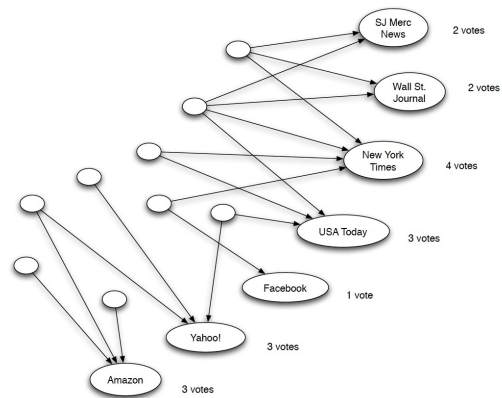 SJ Merc
News
2 votes
Wall St.
Journal
2 votes
New York
Times
4 votes
USA Today
3 votes
Facebook
1 vote
Yahoo!
3 votes
Amazon
3 votes